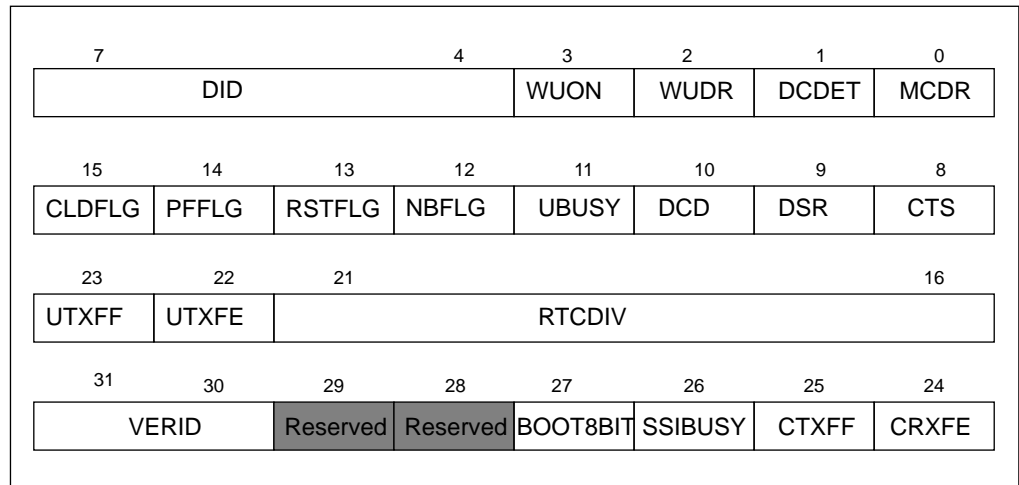 7 4 3 2 1 0
DID WUON WUDR DCDET MCDR
15 14 13 12 11 10 9 8
CLDFLG PFFLG RSTFLG NBFLG UBUSY DCD DSR CTS
23 22 21 16
UTXFF UTXFE RTCDIV
31 30 29 28 27 26 25 24
VERID Reserved Reserved BOOT8BIT SSIBUSY CTXFF CRXFE